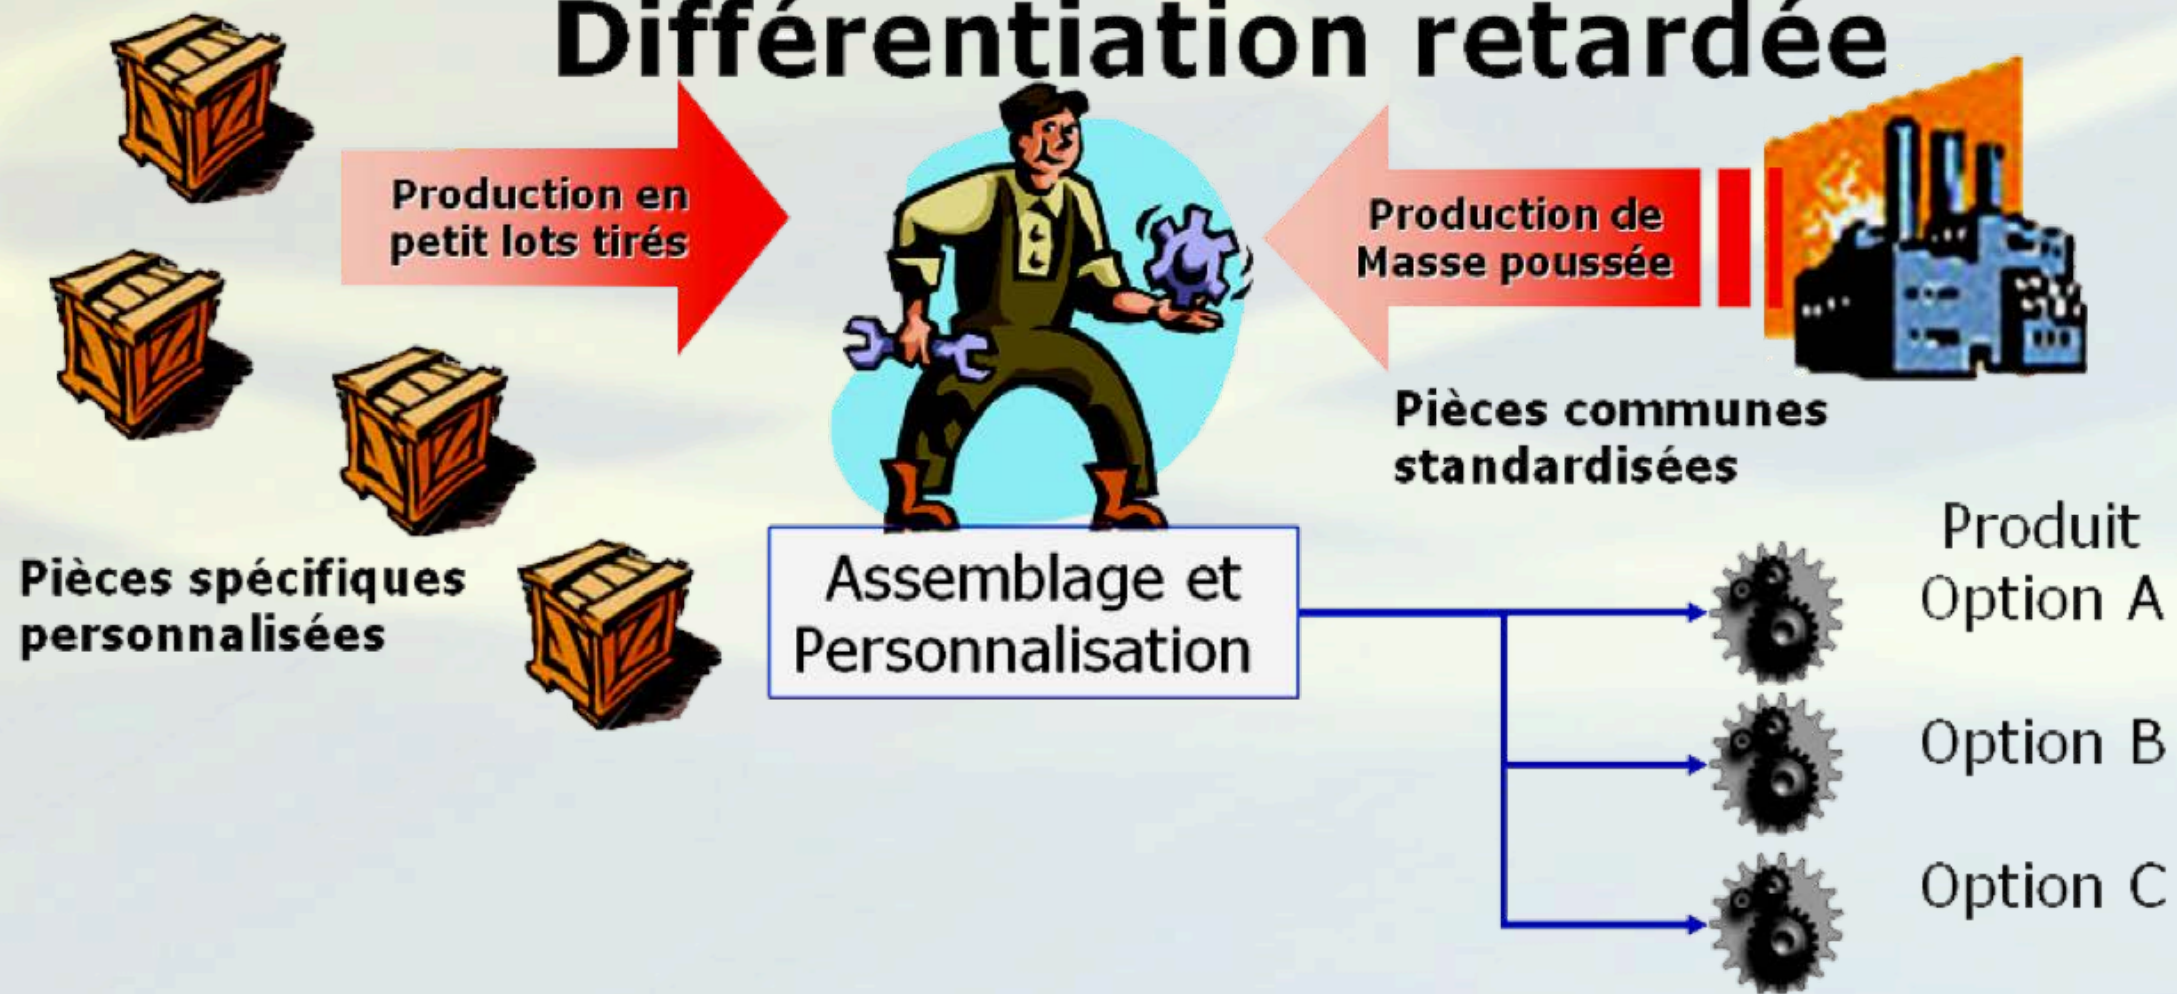 Différentiation retardée
Production en
petit lots tirés
Production de
Masse poussée
Pièces communes
standardisées
Pièces spécifiques
personnalisées
Assemblage et
Personnalisation
Produit
Option A
Option B
Option C